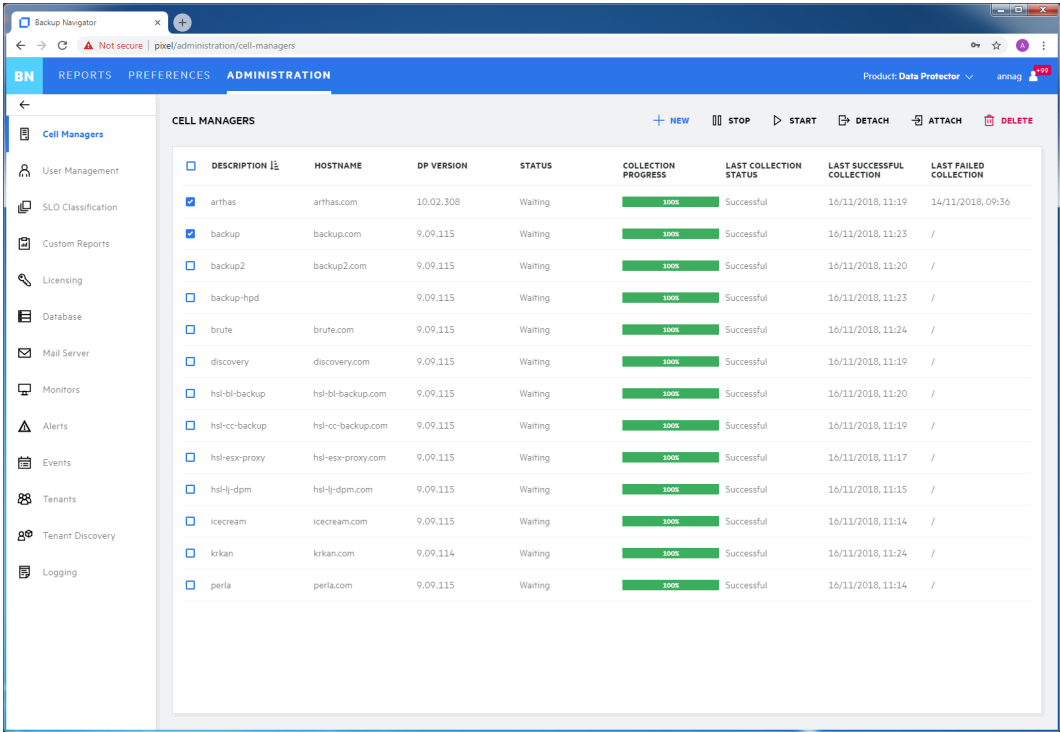 Backup Navigator
Not secure | pixel/administration/cell-managers A
BN REPORTS PREFERENCES ADMINISTRATION Product: Data Protector annag +99
Cell Managers
User Management
SLO Classification
Custom Reports
Licensing
Database
Mail Server
Monitors
Alerts
Events
Tenants
Tenant Discovery
Logging
CELL MANAGERS NEW STOP START DETACH ATTACH DELETE
DESCRIPTION HOSTNAME DP VERSION STATUS COLLECTION PROGRESS LAST COLLECTION STATUS LAST SUCCESSFUL COLLECTION LAST FAILED COLLECTION
arthas arthas.com 10.02.308 Waiting 100% Successful 16/11/2018, 11:19 14/11/2018, 09:36
backup backup.com 9.09.115 Waiting 100% Successful 16/11/2018, 11:23 /
backup2 backup2.com 9.09.115 Waiting 100% Successful 16/11/2018, 11:20 /
backup-hpd 9.09.115 Waiting 100% Successful 16/11/2018, 11:23 /
brute brute.com 9.09.115 Waiting 100% Successful 16/11/2018, 11:24 /
discovery discovery.com 9.09.115 Waiting 100% Successful 16/11/2018, 11:19 /
hsl-bl-backup hsl-bl-backup.com 9.09.115 Waiting 100% Successful 16/11/2018, 11:20 /
hsl-cc-backup hsl-cc-backup.com 9.09.115 Waiting 100% Successful 16/11/2018, 11:19 /
hsl-esx-proxy hsl-esx-proxy.com 9.09.115 Waiting 100% Successful 16/11/2018, 11:17 /
hsl-lj-dpm hsl-lj-dpm.com 9.09.115 Waiting 100% Successful 16/11/2018, 11:15 /
icecream icecream.com 9.09.115 Waiting 100% Successful 16/11/2018, 11:14 /
krkan krkan.com 9.09.114 Waiting 100% Successful 16/11/2018, 11:24 /
perla perla.com 9.09.115 Waiting 100% Successful 16/11/2018, 11:14 /